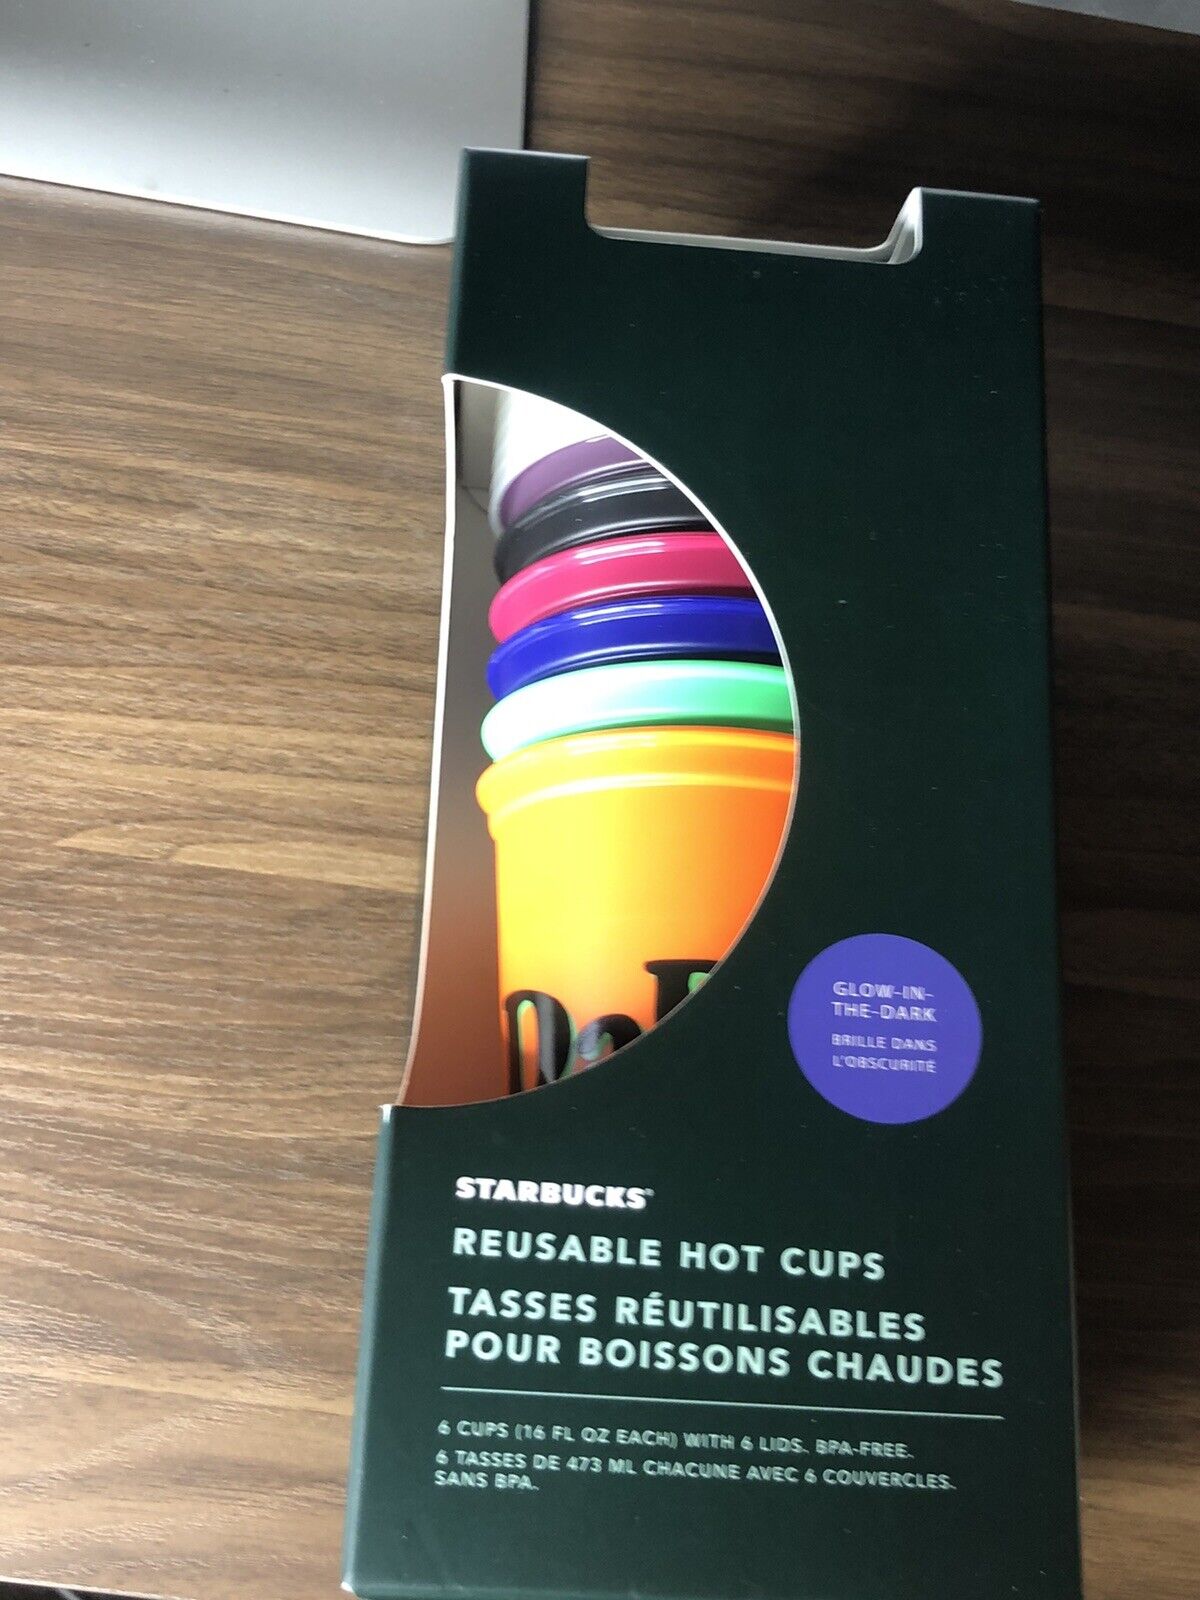 GLOW-IN-
THE-DARK
BRILLE DANS
L'OBSCURITÉ
STARBUCKS®
REUSABLE HOT CUPS
TASSES RÉUTILISABLES
POUR BOISSONS CHAUDES
6 CUPS (16 FL OZ EACH) WITH 6 LIDS. BPA-FREE.
6 TASSES DE 473 ML CHACUNE AVEC 6 COUVERCLES.
SANS BPA.